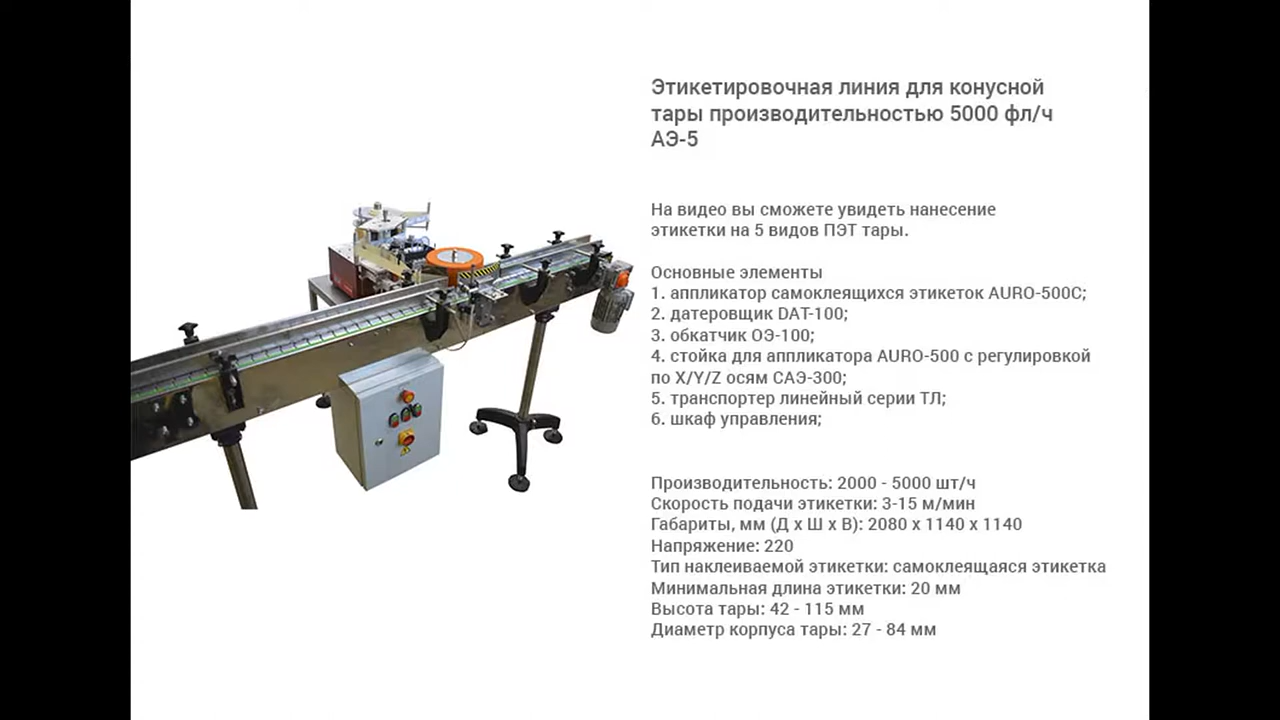 Этикетировочная линия для конусной
тары производительностью 5000 фл/ч
АЭ-5
На видео вы сможете увидеть нанесение
этикетки на 5 видов ПЭТ тары.
Основные элементы
1. аппликатор самоклеящихся этикеток AURO-500C;
2. датеровщик DAT-100;
3. обкатчик ОЭ-100;
4. стойка для аппликатора AURO-500 с регулировкой
по X/Y/Z осям САЭ-300;
5. транспортер линейный серии ТЛ;
6. шкаф управления;
Производительность: 2000 - 5000 шт/ч
Скорость подачи этикетки: 3-15 м/мин
Габариты, мм (Д х Ш х В): 2080 х 1140 х 1140
Напряжение: 220
Тип наклеиваемой этикетки: самоклеящаяся этикетка
Минимальная длина этикетки: 20 мм
Высота тары: 42 - 115 мм
Диаметр корпуса тары: 27 - 84 мм